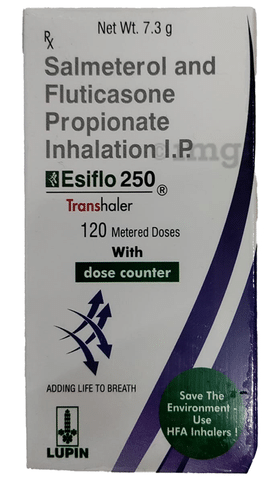 Net Wt. 7.3 g
Rx
Salmeterol and
Fluticasone
Propionate
Inhalation I.P.
Esiflo 250®
Transhaler
120 Metered Doses
With
dose counter
ADDING LIFE TO BREATH
Save The
Environment -
Use
HFA Inhalers !
LUPIN